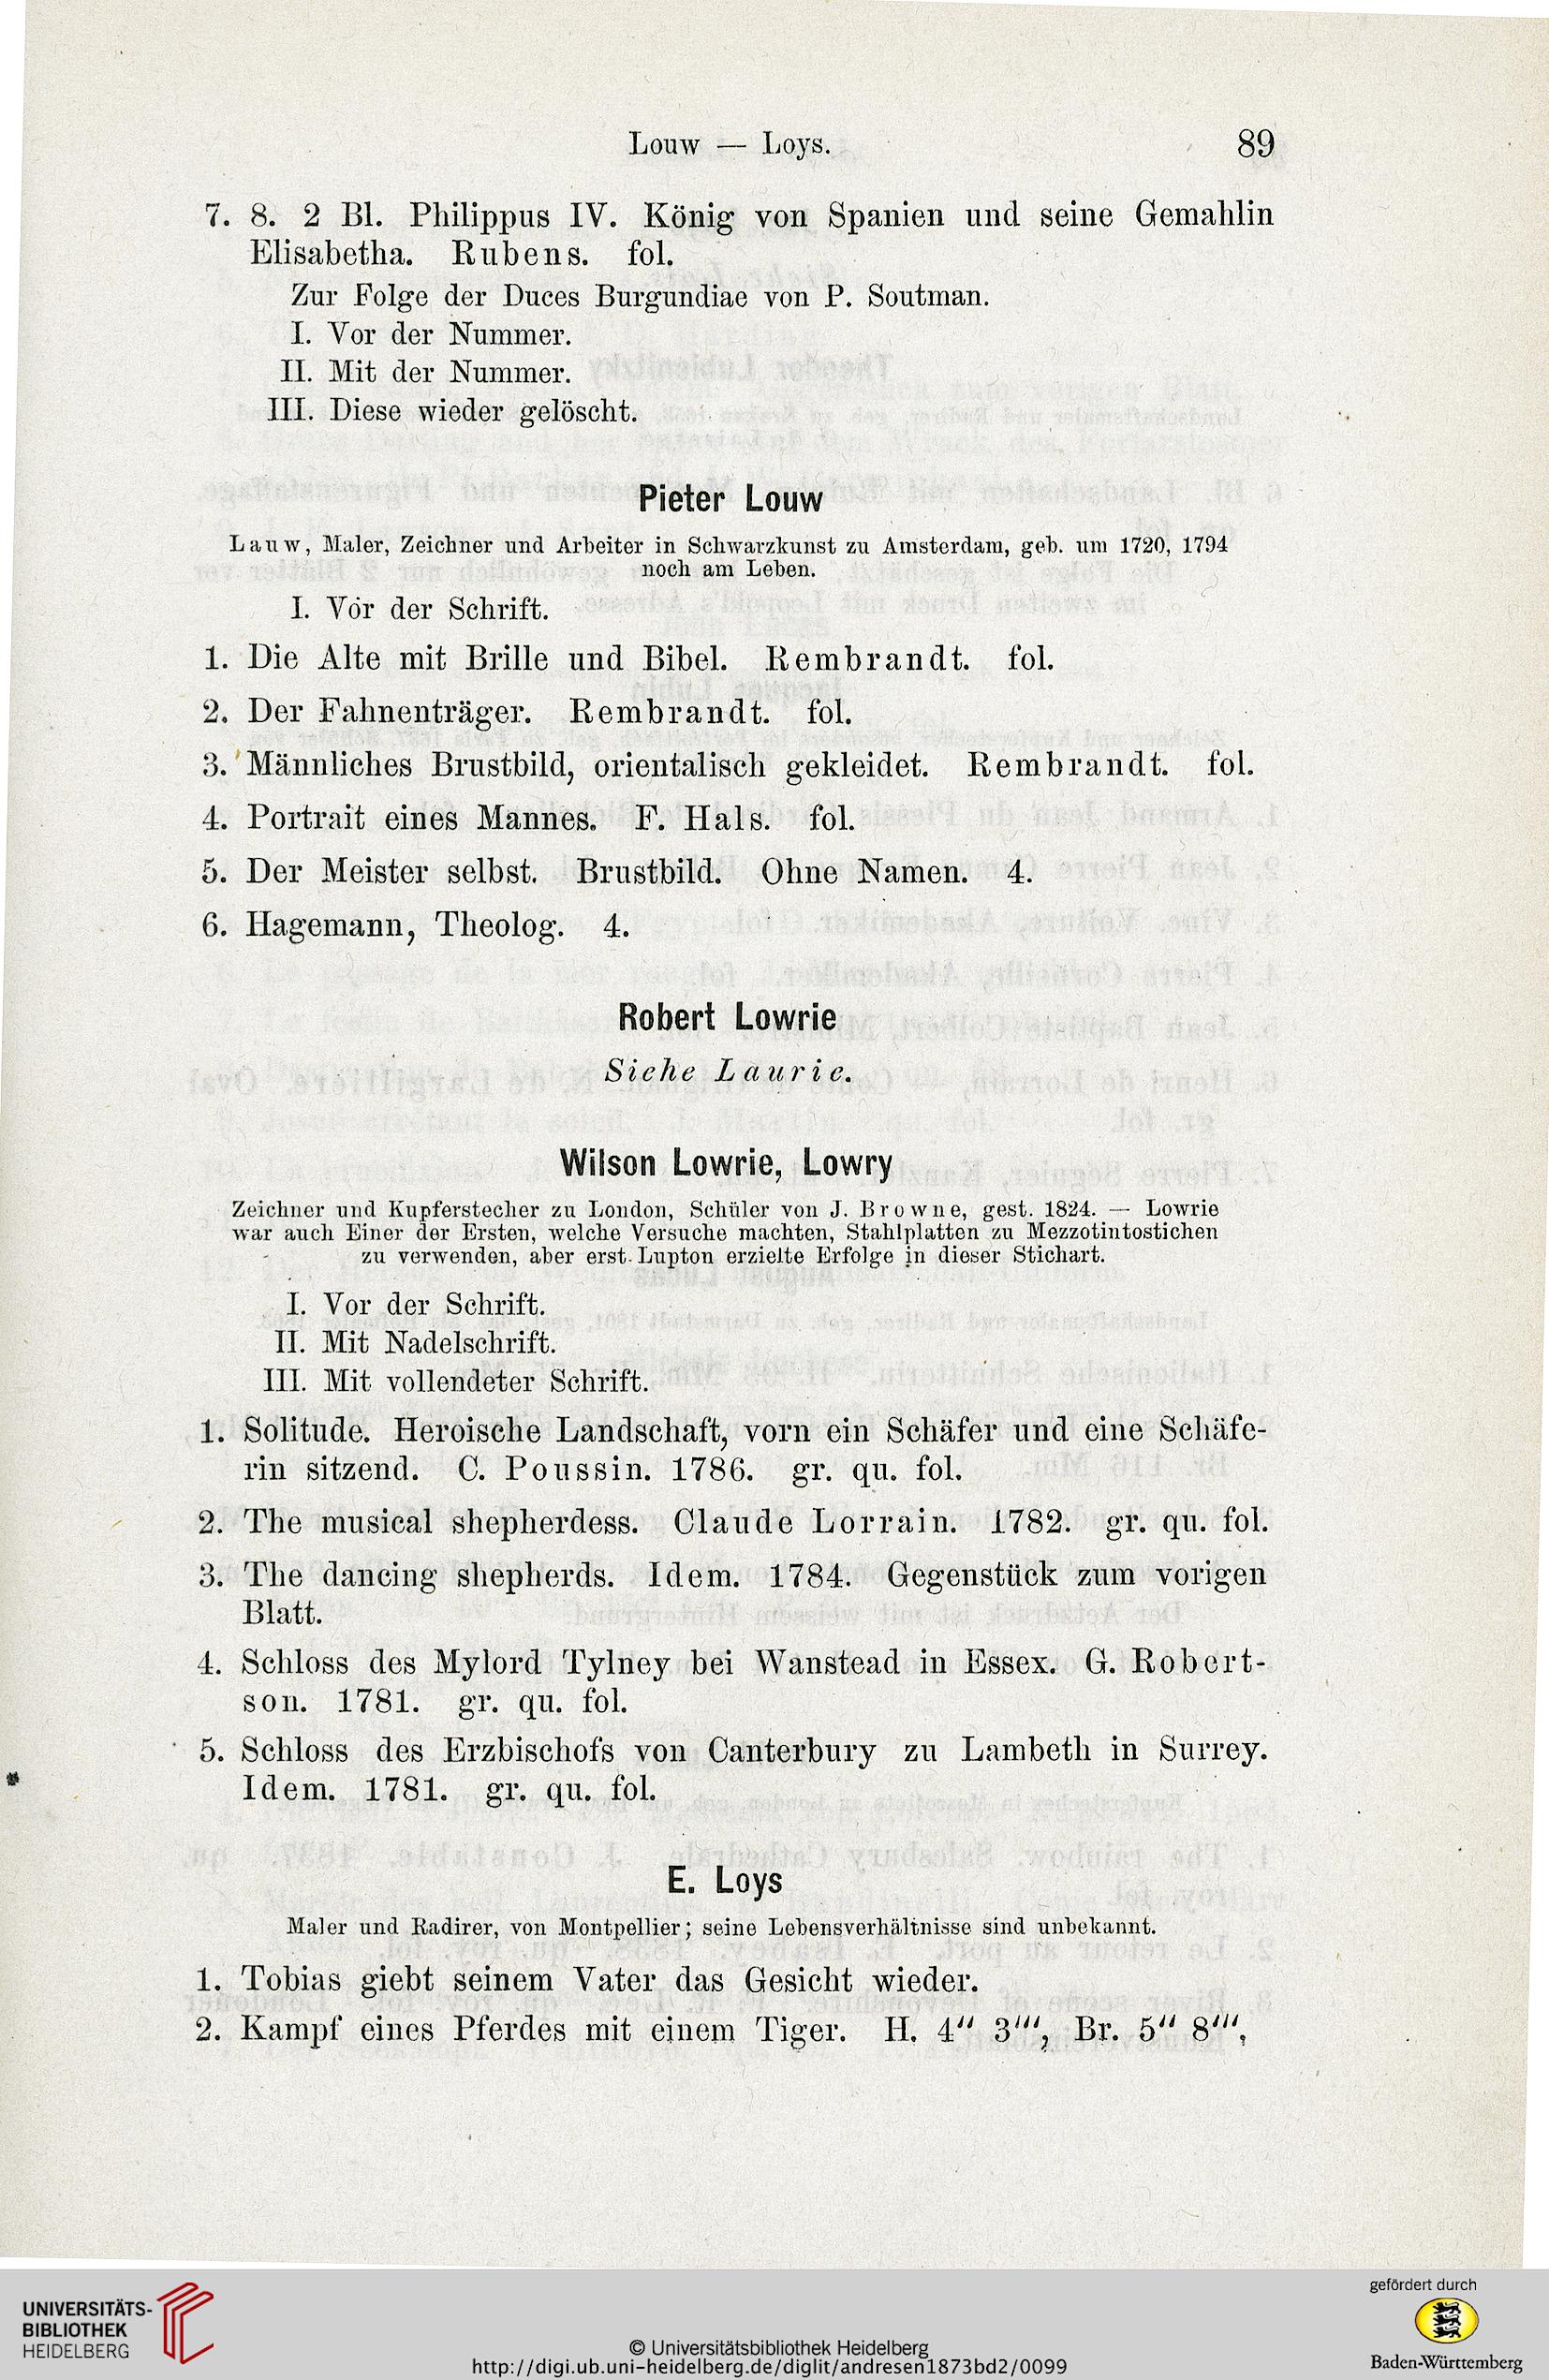 Louw — Loys. 89
7. 8. 2 Bl. Philippus IV. König von Spanien und seine Gemahlin
Elisabetha. Rubens. fol.
Zur Folge der Duces Burgundiae von P. Soutman.
I. Vor der Nummer.
II. Mit der Nummer.
III. Diese wieder gelöscht.
Pieter Louw
Lauw, Maler, Zeichner und Arbeiter in Schwarzkunst zu Amsterdam, geb. um 1720, 1794
noch am Leben.
I. Vor der Schrift.
1. Die Alte mit Brille und Bibel. Rembrandt. fol.
2. Der Fahnenträger. Rembrandt. fol.
3. Männliches Brustbild, orientalisch gekleidet. Rembrandt. fol.
4. Portrait eines Mannes. F. Hals. fol.
5. Der Meister selbst. Brustbild. Ohne Namen. 4.
6. Hagemann, Theolog. 4.
Robert Lowrie
Siehe Laurie.
Wilson Lowrie, Lowry
Zeichner und Kupferstecher zu London, Schüler von J. Browne, gest. 1824. — Lowrie
war auch Einer der Ersten, welche Versuche machten, Stahlplatten zu Mezzotintostichen
zu verwenden, aber erst Lupton erzielte Erfolge in dieser Stichart.
I. Vor der Schrift.
II. Mit Nadelschrift.
III. Mit vollendeter Schrift.
1. Solitude. Heroische Landschaft, vorn ein Schäfer und eine Schäfe-
rin sitzend. C. Poussin. 1786. gr. qu. fol.
2. The musical shepherdess. Claude Lorrain. 1782. gr. qu. fol.
3. The dancing shepherds. Idem. 1784. Gegenstück zum vorigen
Blatt.
4. Schloss des Mylord Tylney bei Wanstead in Essex. G. Robert-
son. 1781. gr. qu. fol.
5. Schloss des Erzbischofs von Canterbury zu Lambeth in Surrey.
Idem. 1781. gr. qu. fol.
E. Loys
Maler und Radirer, von Montpellier; seine Lebensverhältnisse sind unbekannt.
1. Tobias giebt seinem Vater das Gesicht wieder.
2. Kampf eines Pferdes mit einem Tiger. H. 4" 3"', Br. 5" 8"'.
UNIVERSITÄTS-
BIBLIOTHEK
HEIDELBERG
© Universitätsbibliothek Heidelberg
http://digi.ub.uni-heidelberg.de/diglit/andresen1873bd2/0099
gefördert durch
Baden-Württemberg